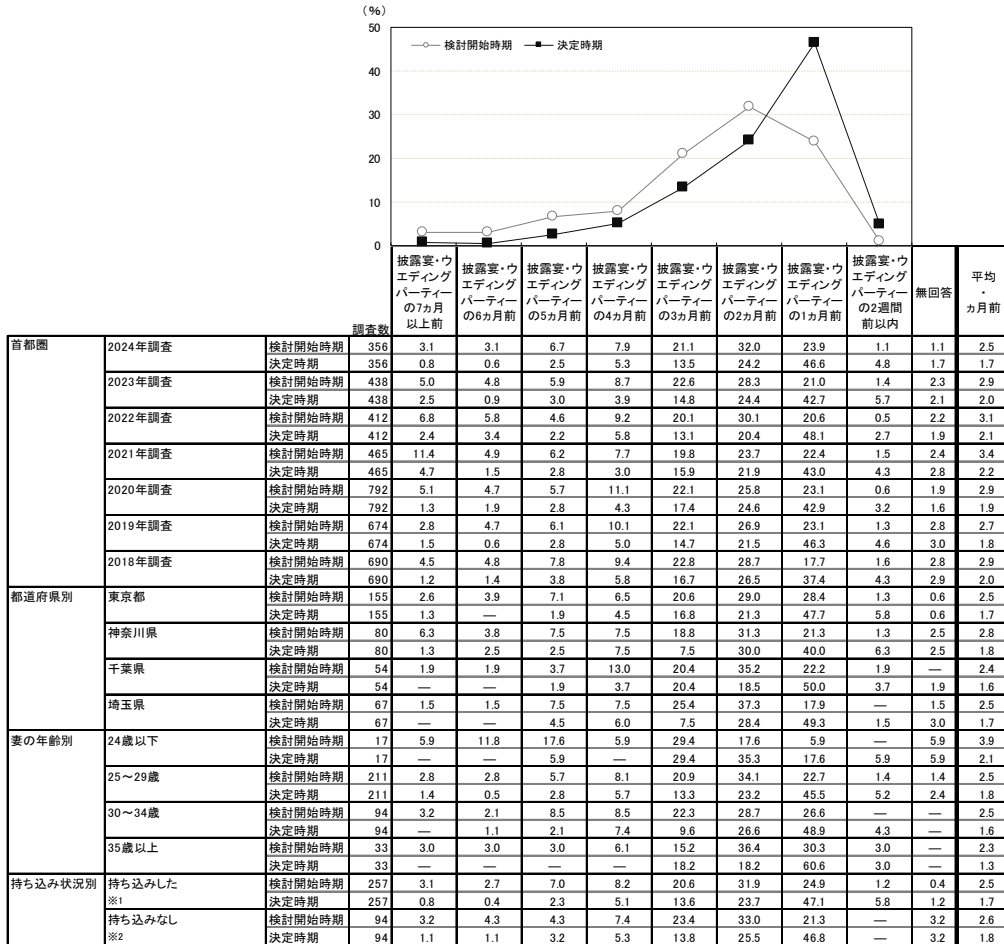 （%）
50
40
30
20
10
0
検討開始時期 決定時期
調査数 披露宴・ウエディングパーティーの7ヵ月以上前 披露宴・ウエディングパーティーの6ヵ月前 披露宴・ウエディングパーティーの5ヵ月前 披露宴・ウエディングパーティーの4ヵ月前 披露宴・ウエディングパーティーの3ヵ月前 披露宴・ウエディングパーティーの2ヵ月前 披露宴・ウエディングパーティーの1ヵ月前 披露宴・ウエディングパーティーの2週間前以内 無回答 平均・ヵ月前
首都圏 2024年調査 検討開始時期 356 3.1 3.1 6.7 7.9 21.1 32.0 23.9 1.1 1.1 2.5
決定時期 356 0.8 0.6 2.5 5.3 13.5 24.2 46.6 4.8 1.7 1.7
2023年調査 検討開始時期 438 5.0 4.8 5.9 8.7 22.6 28.3 21.0 1.4 2.3 2.9
決定時期 438 2.5 0.9 3.0 3.9 14.8 24.4 42.7 5.7 2.1 2.0
2022年調査 検討開始時期 412 6.8 5.8 4.6 9.2 20.1 30.1 20.6 0.5 2.2 3.1
決定時期 412 2.4 3.4 2.2 5.8 13.1 20.4 48.1 2.7 1.9 2.1
2021年調査 検討開始時期 465 11.4 4.9 6.2 7.7 19.8 23.7 22.4 1.5 2.4 3.4
決定時期 465 4.7 1.5 2.8 3.0 15.9 21.9 43.0 4.3 2.8 2.2
2020年調査 検討開始時期 792 5.1 4.7 5.7 11.1 22.1 25.8 23.1 0.6 1.9 2.9
決定時期 792 1.3 1.9 2.8 4.3 17.4 24.6 42.9 3.2 1.6 1.9
2019年調査 検討開始時期 674 2.8 4.7 6.1 10.1 22.1 26.9 23.1 1.3 2.8 2.7
決定時期 674 1.5 0.6 2.8 5.0 14.7 21.5 46.3 4.6 3.0 1.8
2018年調査 検討開始時期 690 4.5 4.8 7.8 9.4 22.8 28.7 17.7 1.6 2.8 2.9
決定時期 690 1.2 1.4 3.8 5.8 16.7 26.5 37.4 4.3 2.9 2.0
都道府県別 東京都 検討開始時期 155 2.6 3.9 7.1 6.5 20.6 29.0 28.4 1.3 0.6 2.5
決定時期 155 1.3 ― 1.9 4.5 16.8 21.3 47.7 5.8 0.6 1.7
神奈川県 検討開始時期 80 6.3 3.8 7.5 7.5 18.8 31.3 21.3 1.3 2.5 2.8
決定時期 80 1.3 2.5 2.5 7.5 7.5 30.0 40.0 6.3 2.5 1.8
千葉県 検討開始時期 54 1.9 1.9 3.7 13.0 20.4 35.2 22.2 1.9 ― 2.4
決定時期 54 ― ― 1.9 3.7 20.4 18.5 50.0 3.7 1.9 1.6
埼玉県 検討開始時期 67 1.5 1.5 7.5 7.5 25.4 37.3 17.9 ― 1.5 2.5
決定時期 67 ― ― 4.5 6.0 7.5 28.4 49.3 1.5 3.0 1.7
妻の年齢別 24歳以下 検討開始時期 17 5.9 11.8 17.6 5.9 29.4 17.6 5.9 ― 5.9 3.9
決定時期 17 ― ― 5.9 ― 29.4 35.3 17.6 5.9 5.9 2.1
25～29歳 検討開始時期 211 2.8 2.8 5.7 8.1 20.9 34.1 22.7 1.4 1.4 2.5
決定時期 211 1.4 0.5 2.8 5.7 13.3 23.2 45.5 5.2 2.4 1.8
30～34歳 検討開始時期 94 3.2 2.1 8.5 8.5 22.3 28.7 26.6 ― ― 2.5
決定時期 94 ― 1.1 2.1 7.4 9.6 26.6 48.9 4.3 ― 1.6
35歳以上 検討開始時期 33 3.0 3.0 3.0 6.1 15.2 36.4 30.3 3.0 ― 2.3
決定時期 33 ― ― ― ― 18.2 18.2 60.6 3.0 ― 1.3
持ち込み状況別 持ち込みした 検討開始時期 257 3.1 2.7 7.0 8.2 20.6 31.9 24.9 1.2 0.4 2.5
※1 決定時期 257 0.8 0.4 2.3 5.1 13.6 23.7 47.1 5.8 1.2 1.7
持ち込みなし 検討開始時期 94 3.2 4.3 4.3 7.4 23.4 33.0 21.3 ― 3.2 2.6
※2 決定時期 94 1.1 1.1 3.2 5.3 13.8 25.5 46.8 ― 3.2 1.8